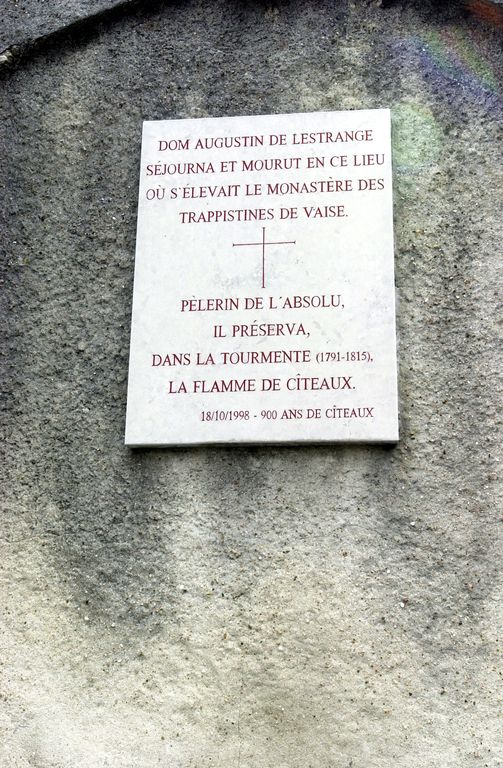 DOM AUGUSTIN DE LESTRANGE
SÉJOURNA ET MOURUT EN CE LIEU
OÙ S'ÉLEVAIT LE MONASTÈRE DES
TRAPPISTINES DE VAISE.
PÈLERIN DE L'ABSOLU,
IL PRÉSERVA,
DANS LA TOURMENTE (1791-1815),
LA FLAMME DE CÎTEAUX.
18/10/1998 - 900 ANS DE CÎTEAUX